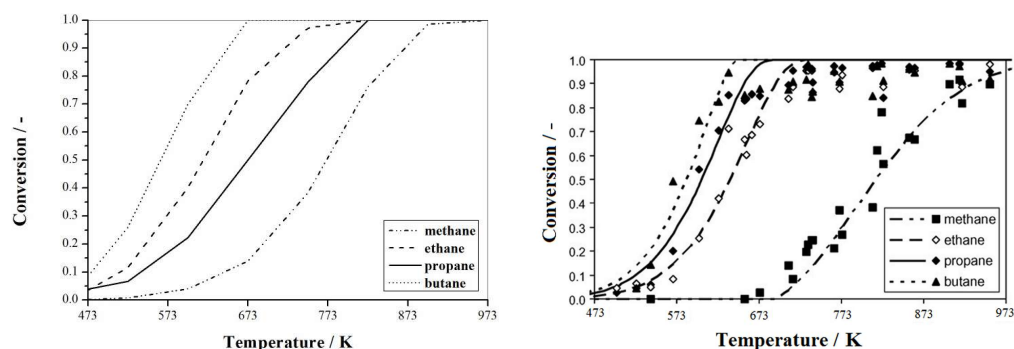 1.0
0.9
0.8
0.7
0.6
0.5
0.4
0.3
0.2
0.1
0.0
Conversion / -
473 573 673 773 873 973
Temperature / K
methane
ethane
propane
butane
1.0
0.9
0.8
0.7
0.6
0.5
0.4
0.3
0.2
0.1
0.0
Conversion / -
473 573 673 773 873 973
Temperature / K
methane
ethane
propane
butane